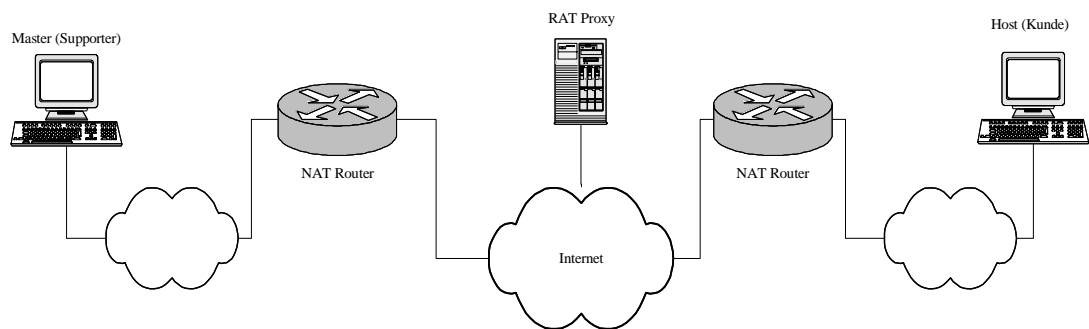 RAT Proxy
Master (Supporter)
Host (Kunde)
NAT Router
NAT Router
Internet